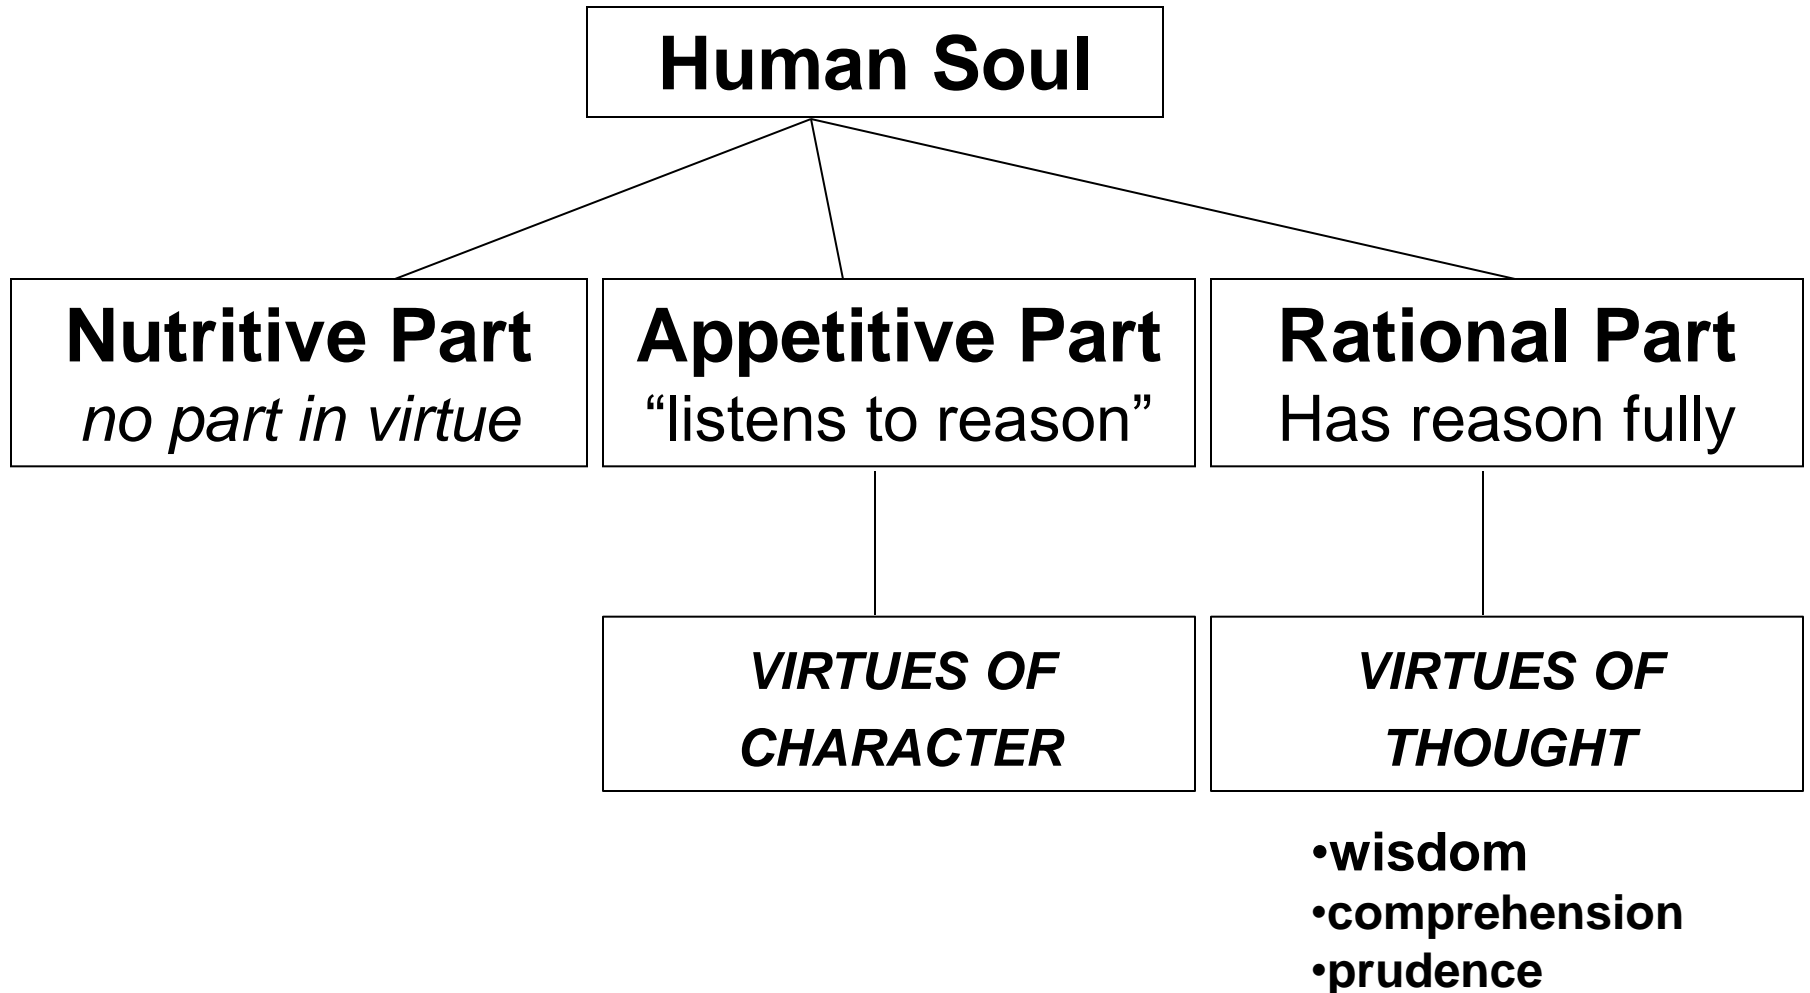 Human Soul
Nutritive Part
no part in virtue
Appetitive Part
“listens to reason”
Rational Part
Has reason fully
VIRTUES OF
CHARACTER
VIRTUES OF
THOUGHT
•wisdom
•comprehension
•prudence